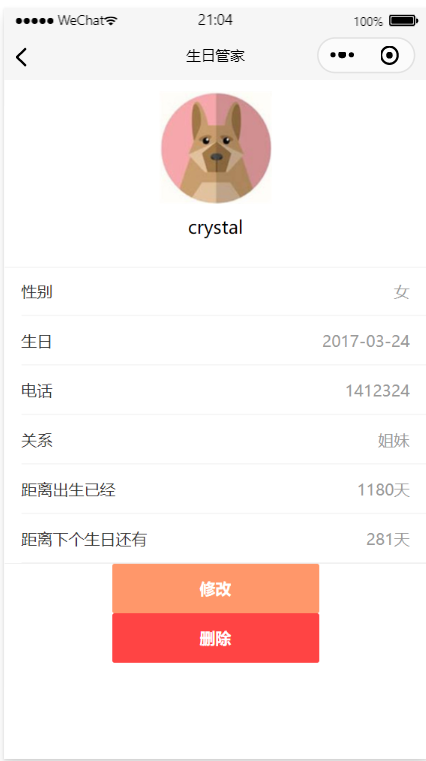 WeChat 21:04 100%
生日管家
crystal
性别 女
生日 2017-03-24
电话 1412324
关系 姐妹
距离出生已经 1180天
距离下个生日还有 281天
修改
删除